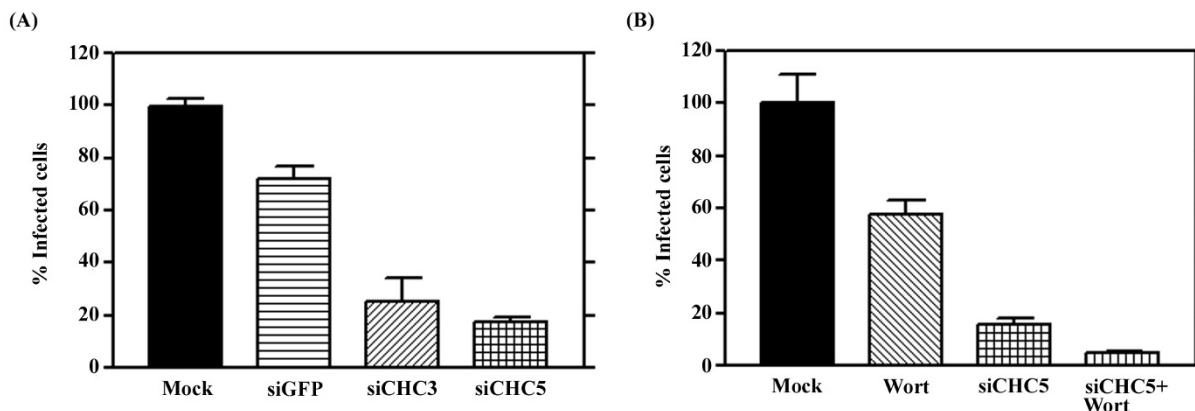 (A)
(B)
% Infected cells
120
100
80
60
40
20
0
Mock siGFP siCHC3 siCHC5
% Infected cells
120
100
80
60
40
20
0
Mock Wort siCHC5 siCHC5+
Wort